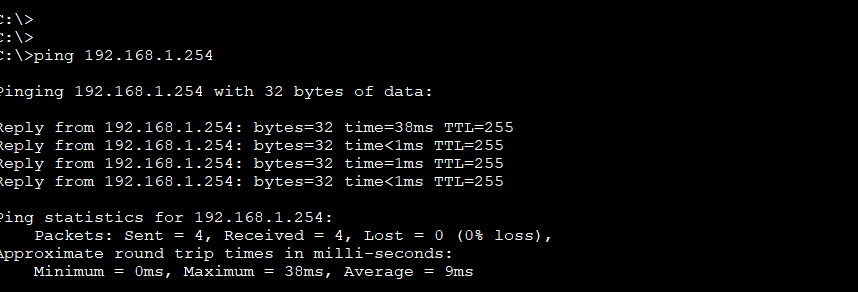 C:\>
C:\>
C:\>ping 192.168.1.254
Pinging 192.168.1.254 with 32 bytes of data:
Reply from 192.168.1.254: bytes=32 time=38ms TTL=255
Reply from 192.168.1.254: bytes=32 time<1ms TTL=255
Reply from 192.168.1.254: bytes=32 time=1ms TTL=255
Reply from 192.168.1.254: bytes=32 time<1ms TTL=255
Ping statistics for 192.168.1.254:
Packets: Sent = 4, Received = 4, Lost = 0 (0% loss),
Approximate round trip times in milli-seconds:
Minimum = 0ms, Maximum = 38ms, Average = 9ms